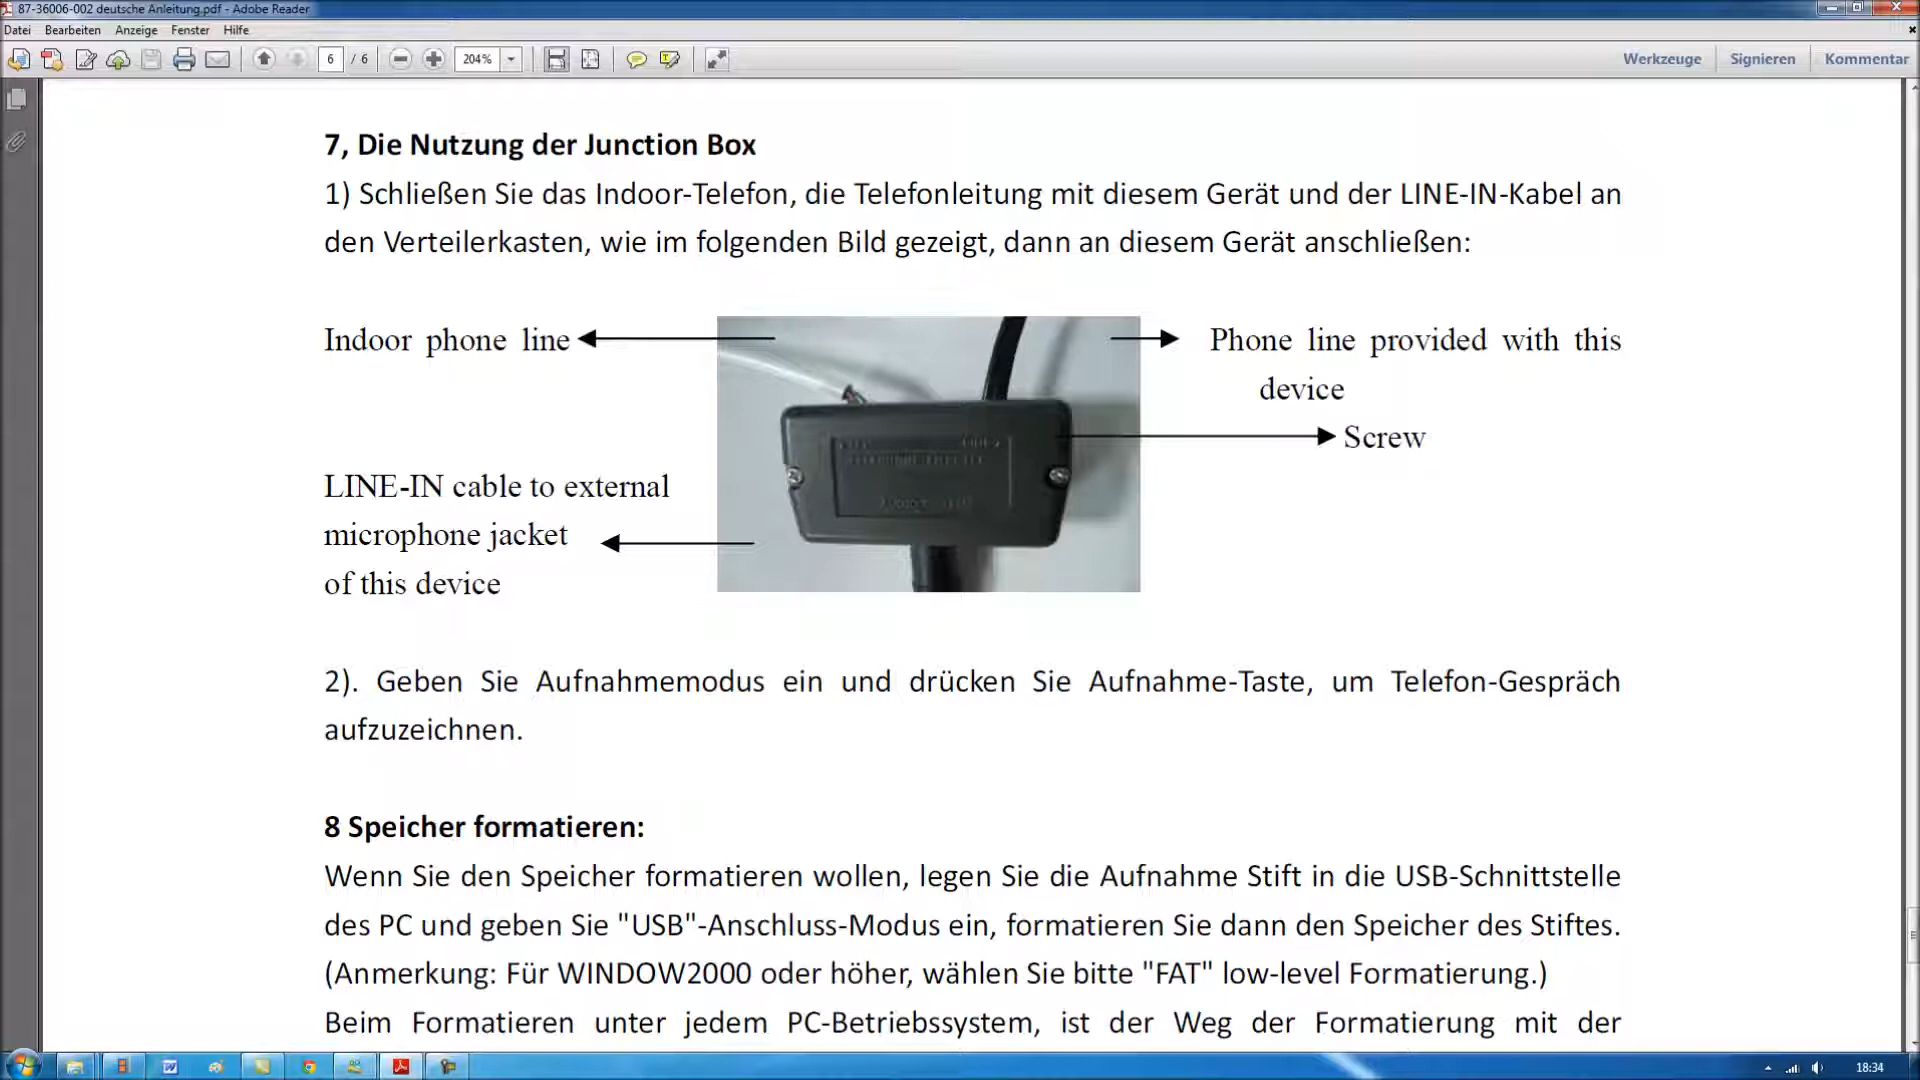 87-36006-002 deutsche Anleitung.pdf - Adobe Reader
Datei Bearbeiten Anzeige Fenster Hilfe
6 / 6 204% Werkzeuge Signieren Kommentar
7, Die Nutzung der Junction Box
1) Schließen Sie das Indoor-Telefon, die Telefonleitung mit diesem Gerät und der LINE-IN-Kabel an
den Verteilerkasten, wie im folgenden Bild gezeigt, dann an diesem Gerät anschließen:
Indoor phone line
Phone line provided with this
device
Screw
LINE-IN cable to external
microphone jacket
of this device
2). Geben Sie Aufnahmemodus ein und drücken Sie Aufnahme-Taste, um Telefon-Gespräch
aufzuzeichnen.
8 Speicher formatieren:
Wenn Sie den Speicher formatieren wollen, legen Sie die Aufnahme Stift in die USB-Schnittstelle
des PC und geben Sie "USB"-Anschluss-Modus ein, formatieren Sie dann den Speicher des Stiftes.
(Anmerkung: Für WINDOW2000 oder höher, wählen Sie bitte "FAT" low-level Formatierung.)
Beim Formatieren unter jedem PC-Betriebssystem, ist der Weg der Formatierung mit der
18:34